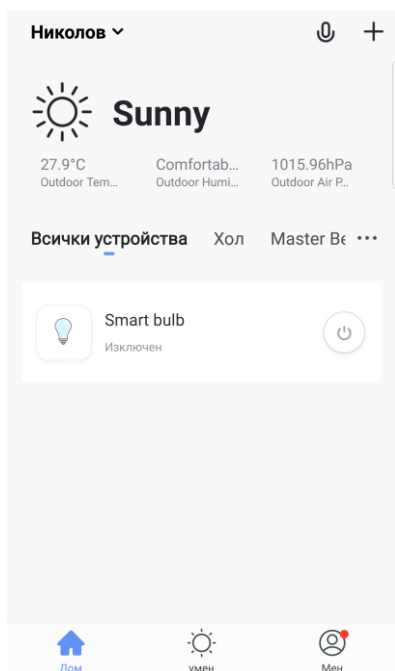 Николов
Sunny
27.9°C Comfortab... 1015.96hPa
Outdoor Tem... Outdoor Humi... Outdoor Air P...
Всички устройства Хол Master Be ...
Smart bulb
Изключен
Дом умен Мен